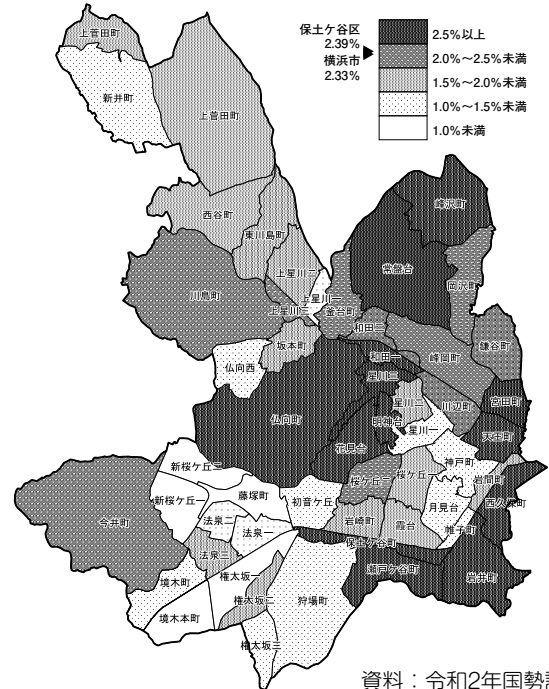 保土ケ谷区
2.39%
横浜市
2.33%
2.5%以上
2.0%～2.5%未満
1.5%～2.0%未満
1.0%～1.5%未満
1.0%未満
上菅田町
新井町
上菅田町
西谷町
東川島町
上星川二
川島町
上星川一
上星川三
釜台町
峰沢町
常盤台
岡沢町
鎌谷町
和田二
和田一
峰岡町
坂本町
仏向西
星川三
仏向町
星川二
川辺町
宮田町
明神台
星川一
天王町
花見台
神戸町
新桜ケ丘二
桜ケ丘二
桜ケ丘一
岩間町
西久保町
新桜ケ丘一
藤塚町
初音ケ丘
月見台
今井町
法泉二
法泉一
岩崎町
霞台
帷子町
法泉三
保土ケ谷町
権太坂一
瀬戸ケ谷町
岩井町
境木町
権太坂二
狩場町
境木本町
権太坂三
資料：令和2年国勢